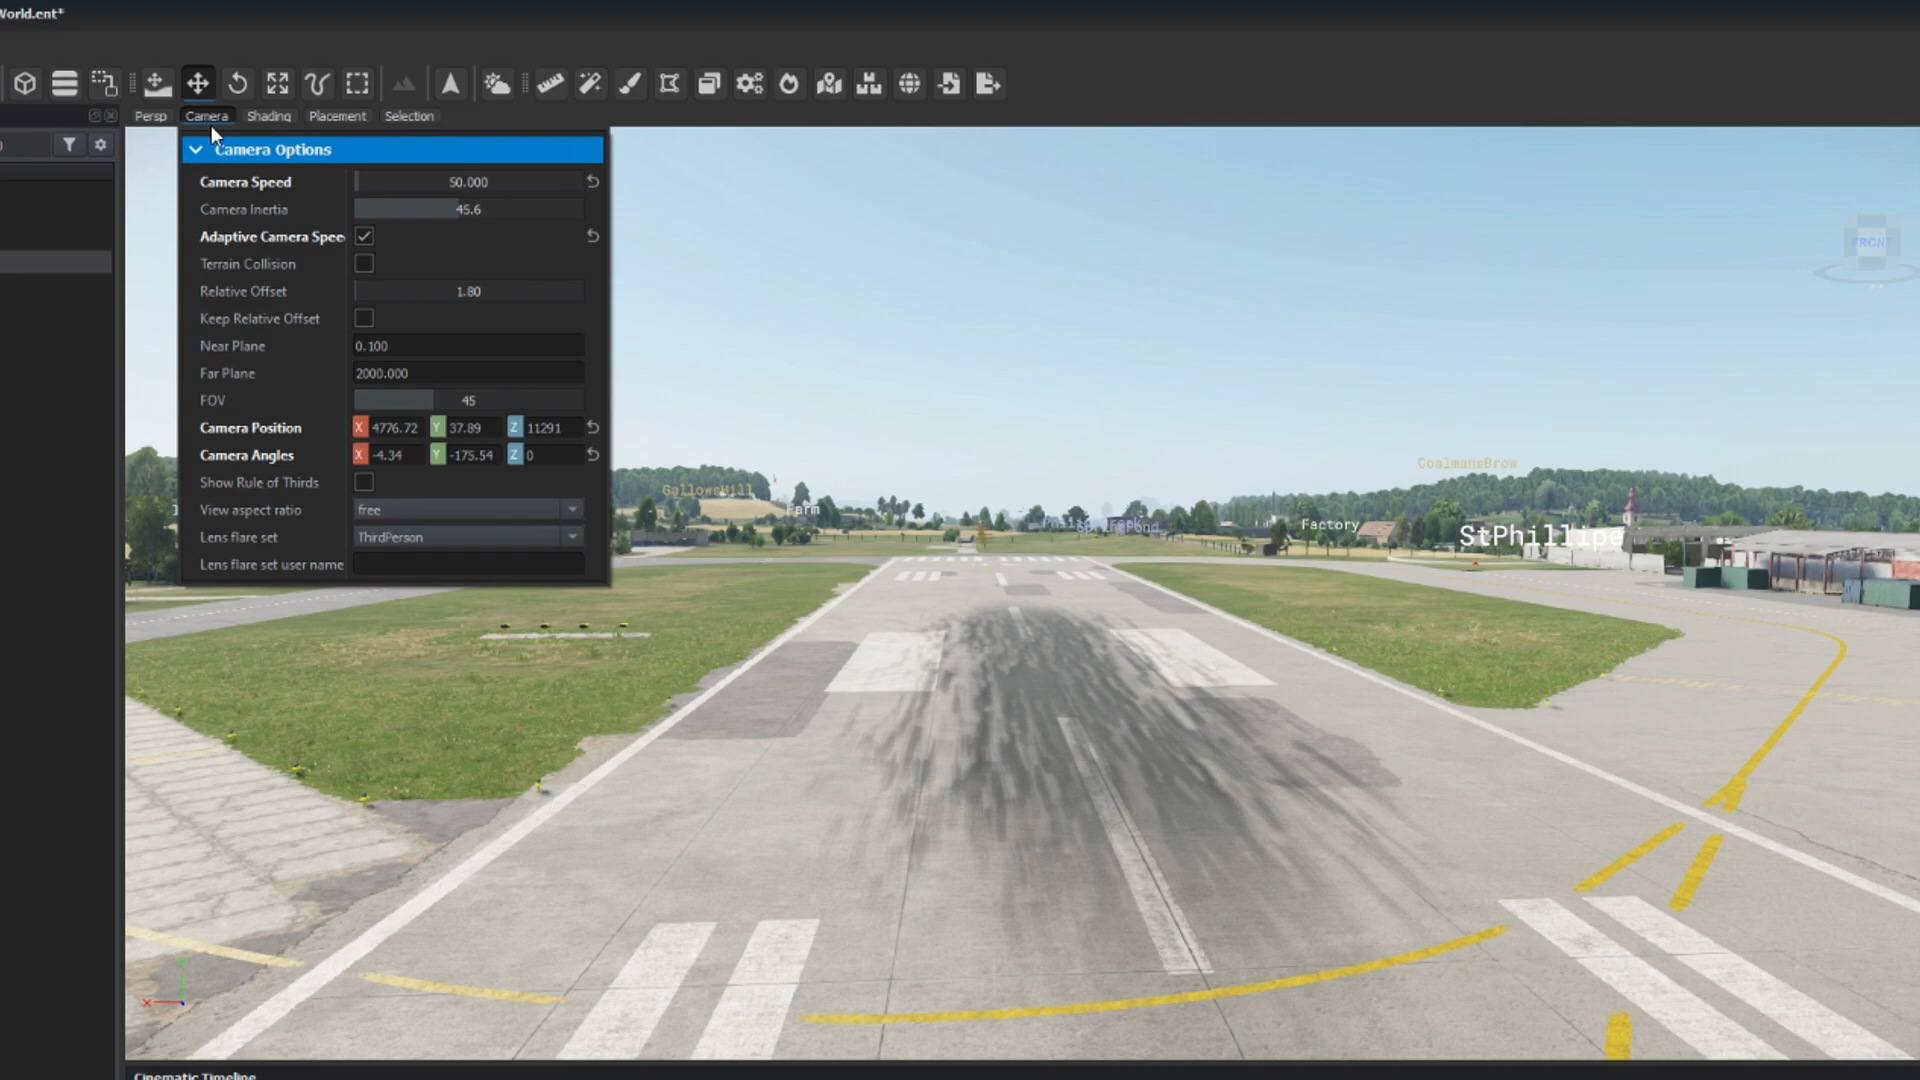 World.ent*
Persp Camera Shading Placement Selection
Camera Options
Camera Speed 50.000
Camera Inertia 45.6
Adaptive Camera Spee
Terrain Collision
Relative Offset 1.80
Keep Relative Offset
Near Plane 0.100
Far Plane 2000.000
FOV 45
Camera Position X 4776.72 Y 37.89 Z 11291
Camera Angles X -4.34 Y -175.54 Z 0
Show Rule of Thirds
View aspect ratio free
Lens flare set ThirdPerson
Lens flare set user name
FRONT
CoalmansBrow
GallowsHill
Farm
Factory
StPhillipe
X
Cinematic Timeline